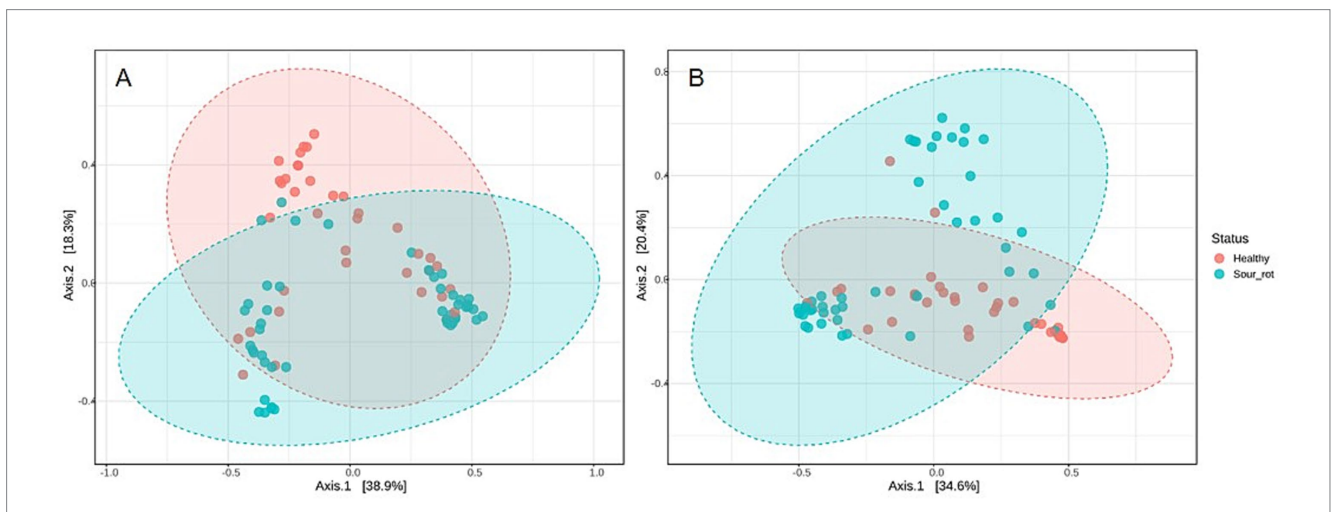 A
B
0.4
0.0
-0.4
Axis.2 [18.3%]
-1.0 -0.5 0.0 0.5 1.0
Axis.1 [38.9%]
0.8
0.4
0.0
-0.4
Axis.2 [20.4%]
-0.5 0.0 0.5
Axis.1 [34.6%]
Status
Healthy
Sour_rot